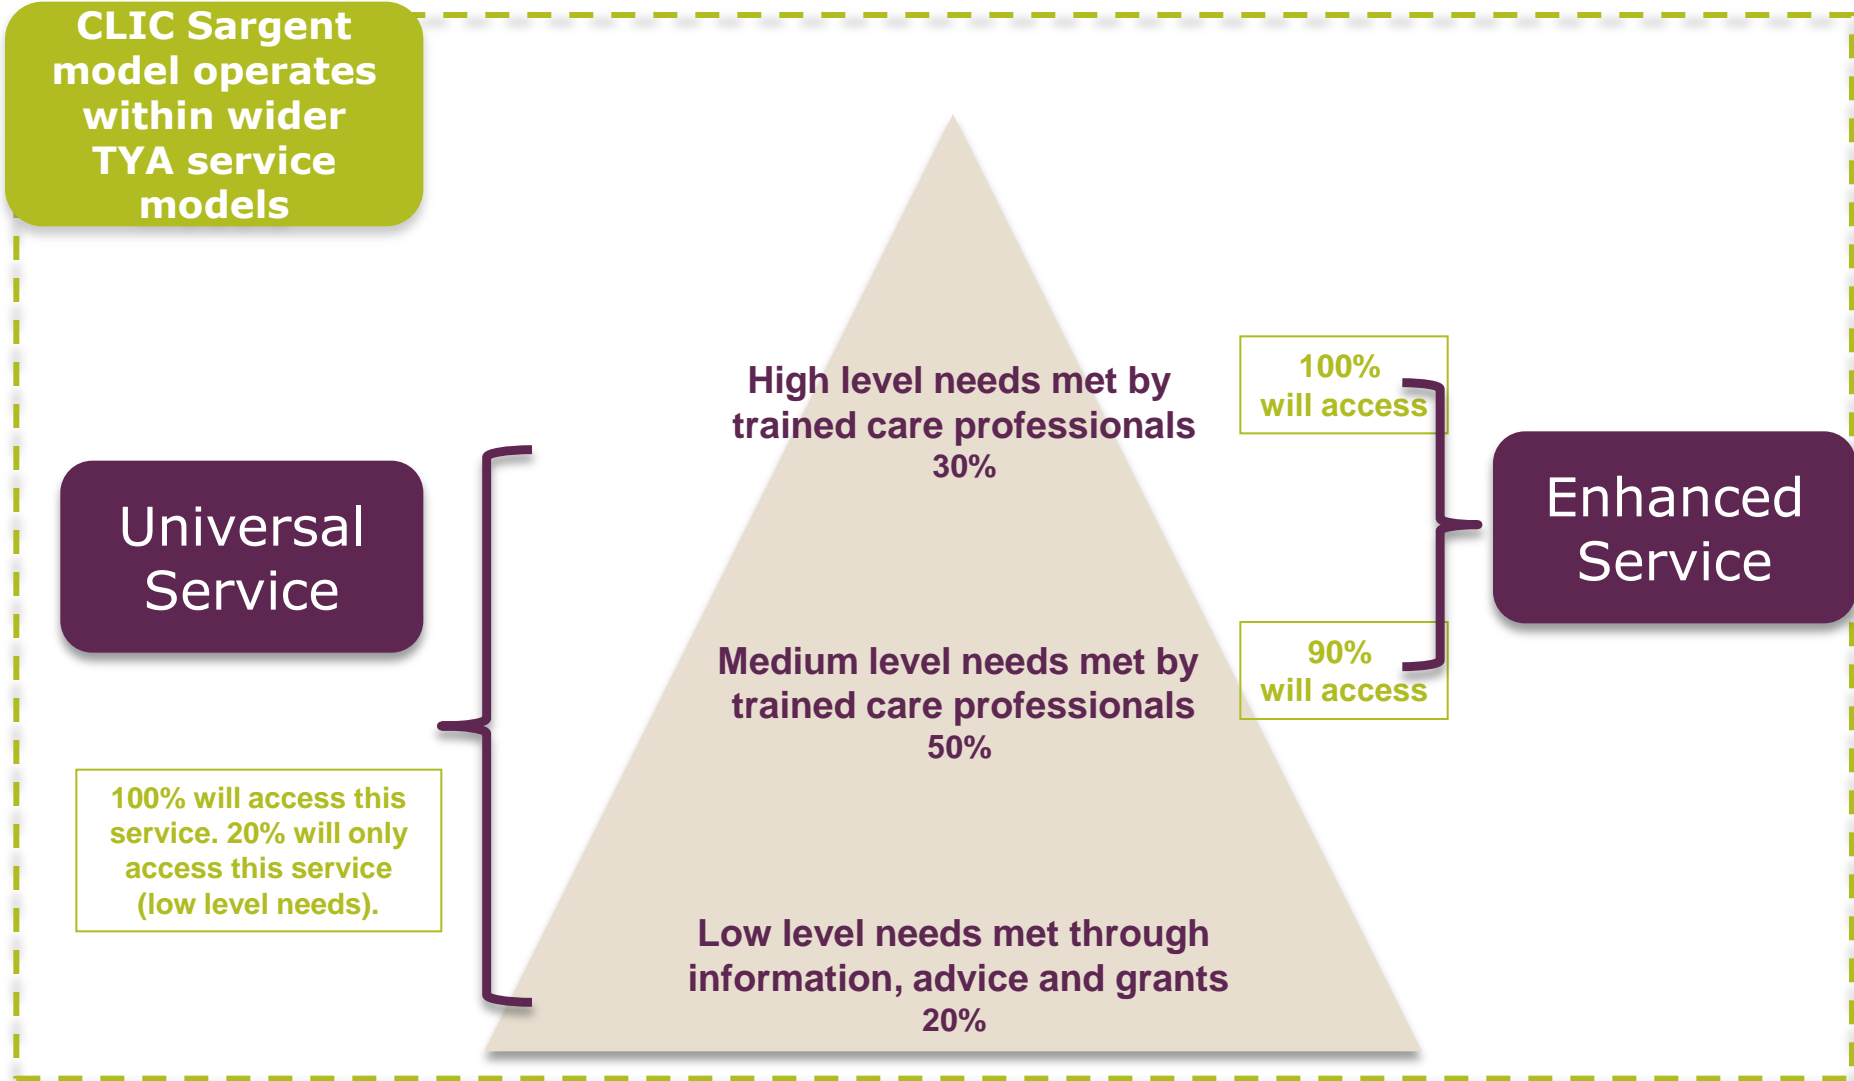 CLIC Sargent
model operates
within wider
TYA service
models
High level needs met by
trained care professionals
30%
100%
will access
Universal
Service
Enhanced
Service
Medium level needs met by
trained care professionals
50%
90%
will access
100% will access this
service. 20% will only
access this service
(low level needs).
Low level needs met through
information, advice and grants
20%